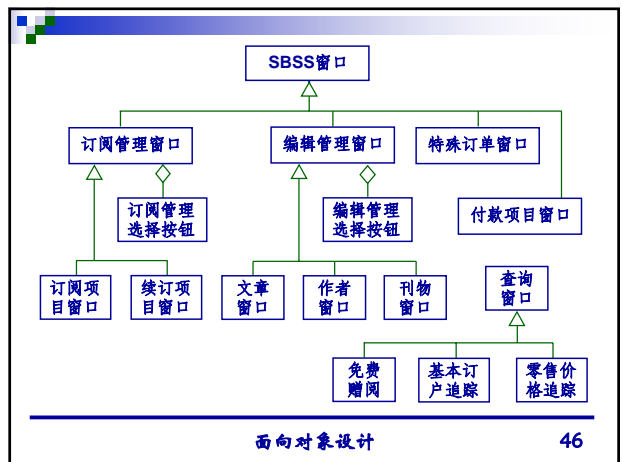 SBSS窗口
订阅管理窗口
编辑管理窗口
特殊订单窗口
订阅管理
选择按钮
编辑管理
选择按钮
付款项目窗口
订阅项
目窗口
续订项
目窗口
文章
窗口
作者
窗口
刊物
窗口
查询
窗口
免费
赠阅
基本订
户追踪
零售价
格追踪
面向对象设计
46